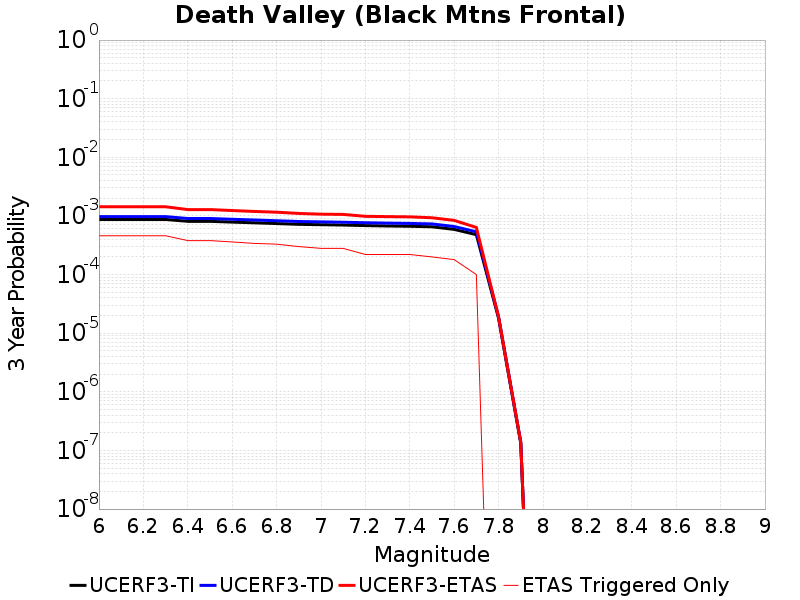 Death Valley (Black Mtns Frontal)
10^0
10^-1
10^-2
10^-3
10^-4
10^-5
10^-6
10^-7
10^-8
3 Year Probability
6 6.2 6.4 6.6 6.8 7 7.2 7.4 7.6 7.8 8 8.2 8.4 8.6 8.8 9
Magnitude
UCERF3-TI UCERF3-TD UCERF3-ETAS ETAS Triggered Only